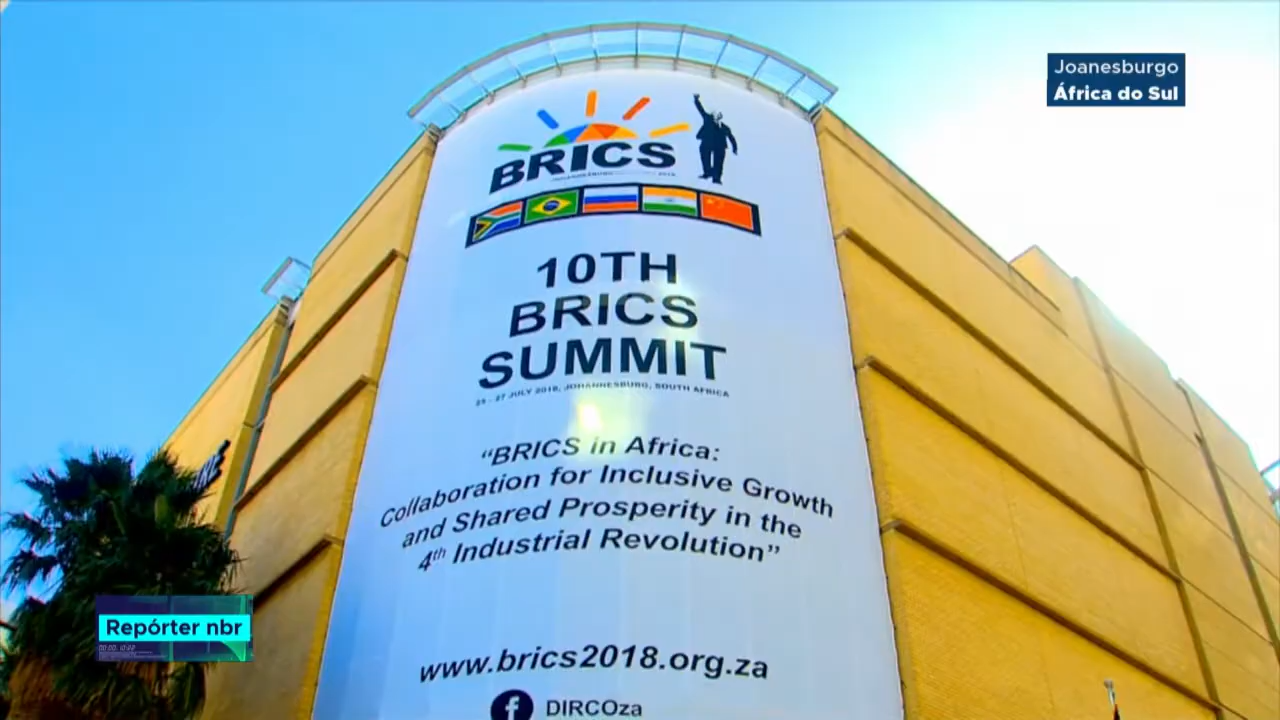 Joanesburgo
África do Sul
BRICS
10TH
BRICS
SUMMIT
25 - 27 JULY 2018, JOHANNESBURG, SOUTH AFRICA
“BRICS in Africa:
Collaboration for Inclusive Growth
and Shared Prosperity in the
4th Industrial Revolution”
www.brics2018.org.za
DIRCOza
Repórter nbr